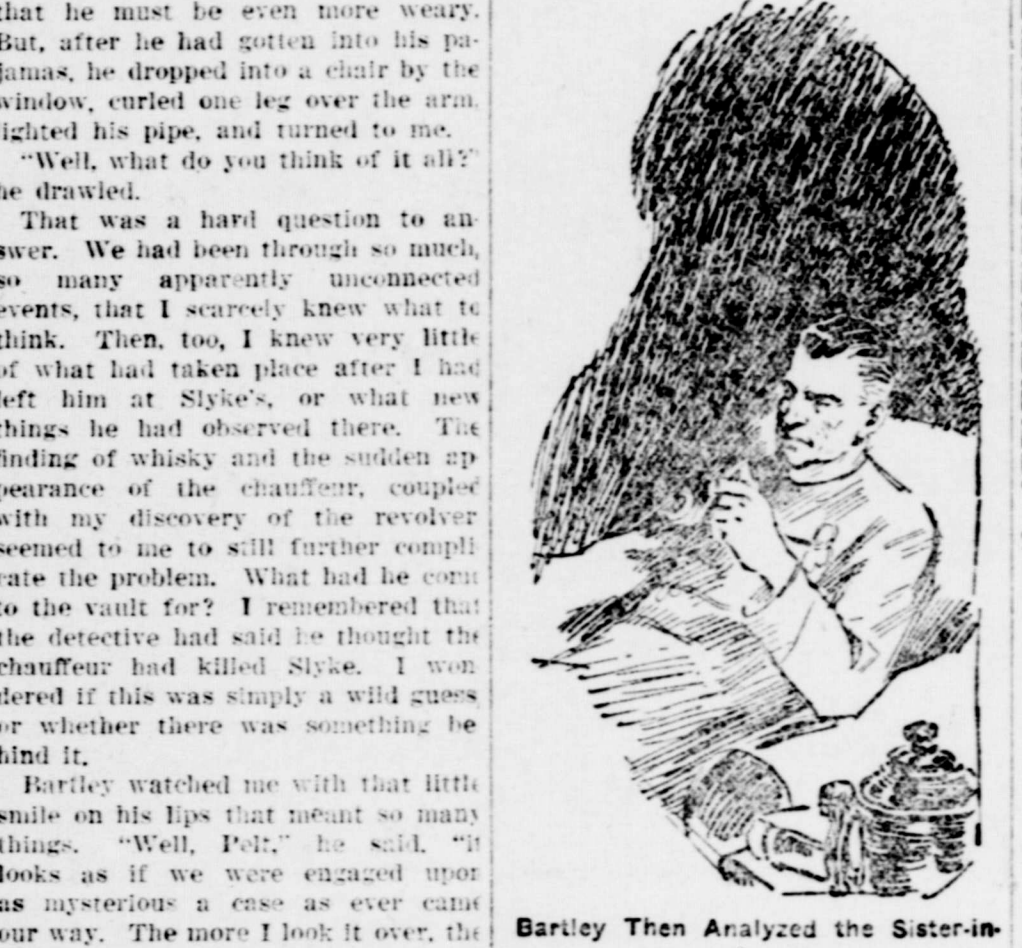 that he must be even more weary.
But, after he had gotten into his pa-
jamas, he dropped into a chair by the
window, curled one leg over the arm,
lighted his pipe, and turned to me.
"Well, what do you think of it all?"
he drawled.
That was a hard question to an-
swer. We had been through so much,
so many apparently unconnected
events, that I scarcely knew what to
think. Then, too, I knew very little
of what had taken place after I had
left him at Slyke's, or what new
things he had observed there. The
finding of whisky and the sudden ap
pearance of the chauffeur, coupled
with my discovery of the revolver
seemed to me to still further compli
cate the problem. What had he come
to the vault for? I remembered that
the detective had said he thought the
chauffeur had killed Slyke. I won
dered if this was simply a wild guess,
or whether there was something be
hind it.
Bartley watched me with that little
smile on his lips that meant so many
things. "Well, Pelt," he said, "it
looks as if we were engaged upon
as mysterious a case as ever came
our way. The more I look it over, the
Bartley Then Analyzed the Sister-in-